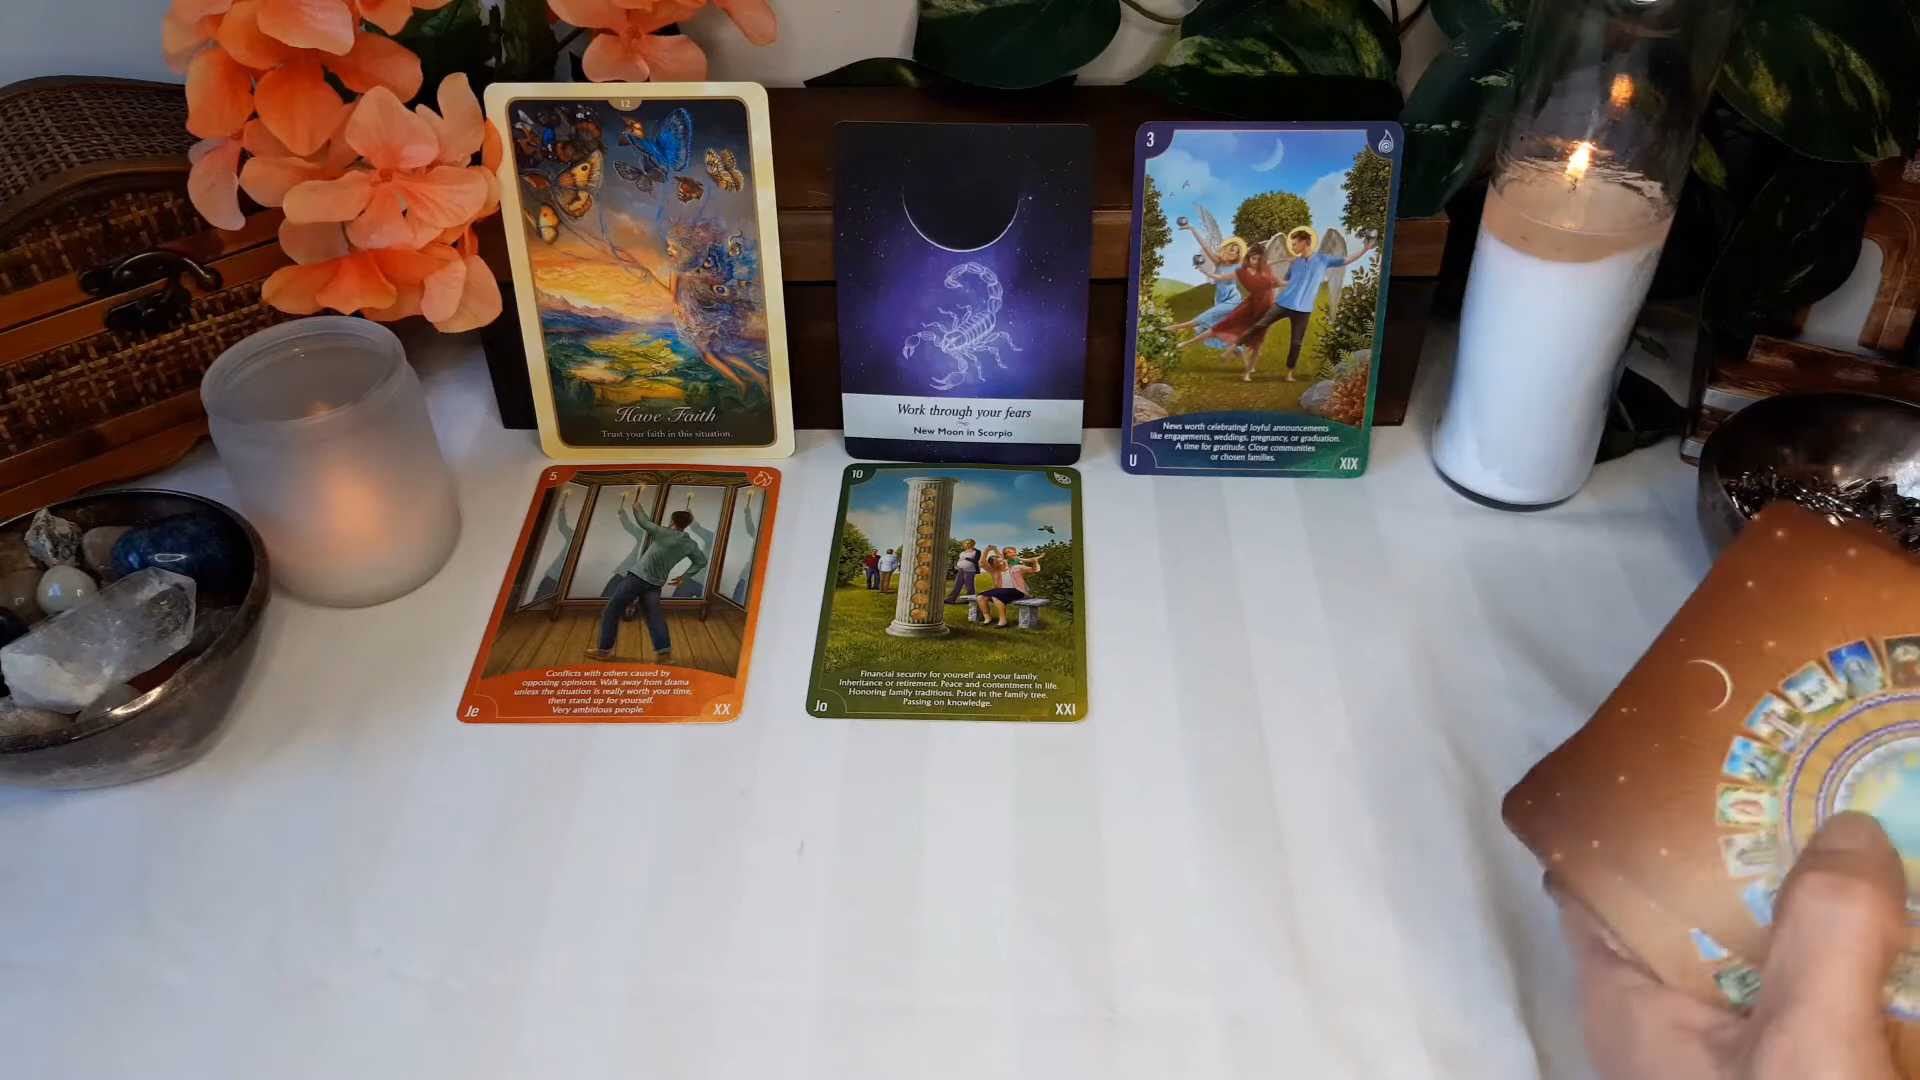 12
Have Faith
Trust your faith in this situation.
Work through your fears
New Moon in Scorpio
3
News worth celebrating! Joyful announcements
like engagements, weddings, pregnancy, or graduation.
A time for gratitude. Close communities
or chosen families.
U
XIX
5
Conflicts with others caused by
opposing opinions. Walk away from drama
unless the situation is really worth your time,
then stand up for yourself.
Very ambitious people.
Je
XX
10
Financial security for yourself and your family.
Inheritance or retirement. Peace and contentment in life.
Honoring family traditions. Pride in the family tree.
Passing on knowledge.
Jo
XXI